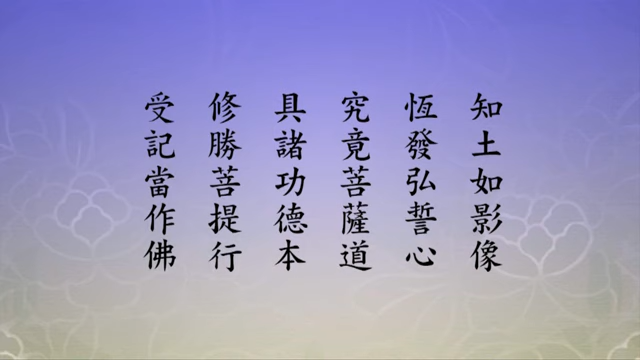 知土如影像
恆發弘誓心
究竟菩薩道
具諸功德本
修勝菩提行
受記當作佛